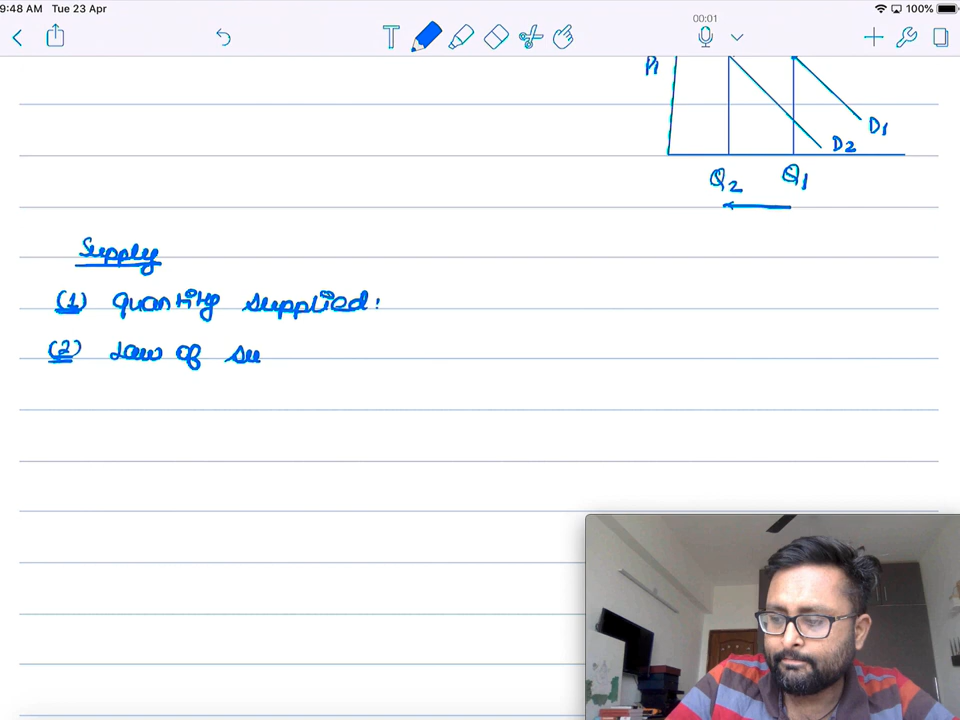 9:48 AM Tue 23 Apr 100%
00:01
T
P1
D1
D2
Q2 Q1
Supply
(1) Quantity supplied:
(2) Law of su